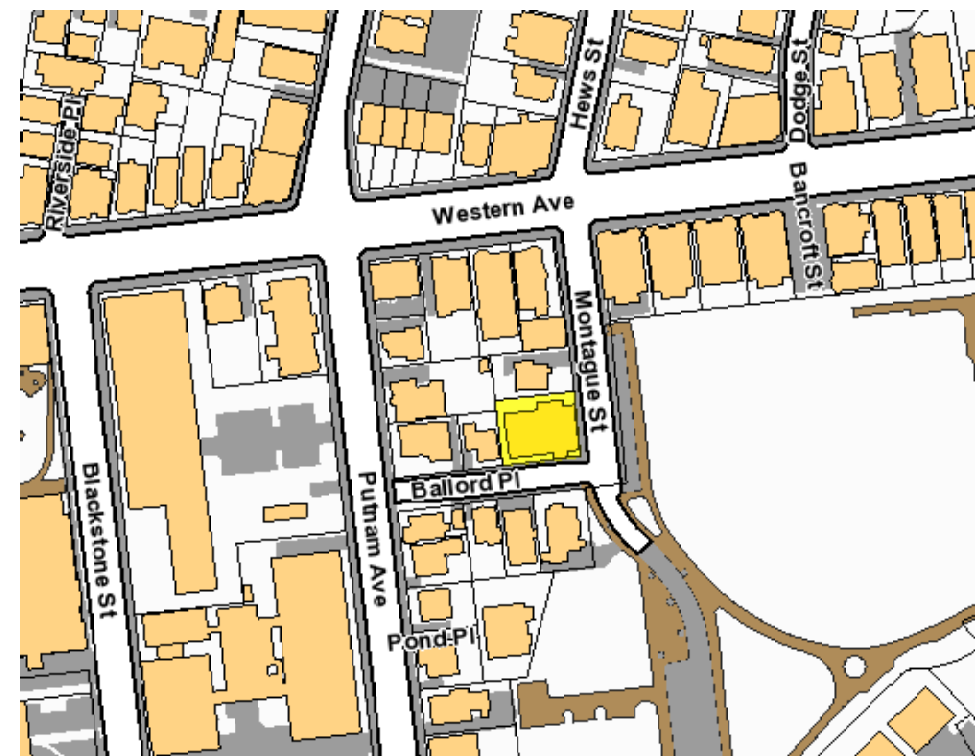 Hews St
Dodge St
Riverside Pl
Western Ave
Bancroft St
Montague St
Blackstone St
Putnam Ave
Ballord Pl
Pond Pl